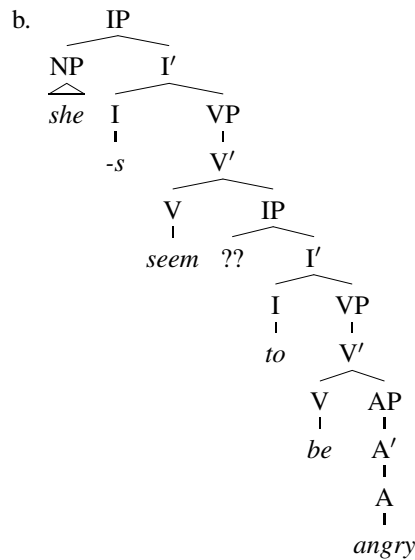 b. IP
NP I′
she I VP
-s V′
V IP
seem ?? I′
I VP
to V′
V AP
be A′
A
angry